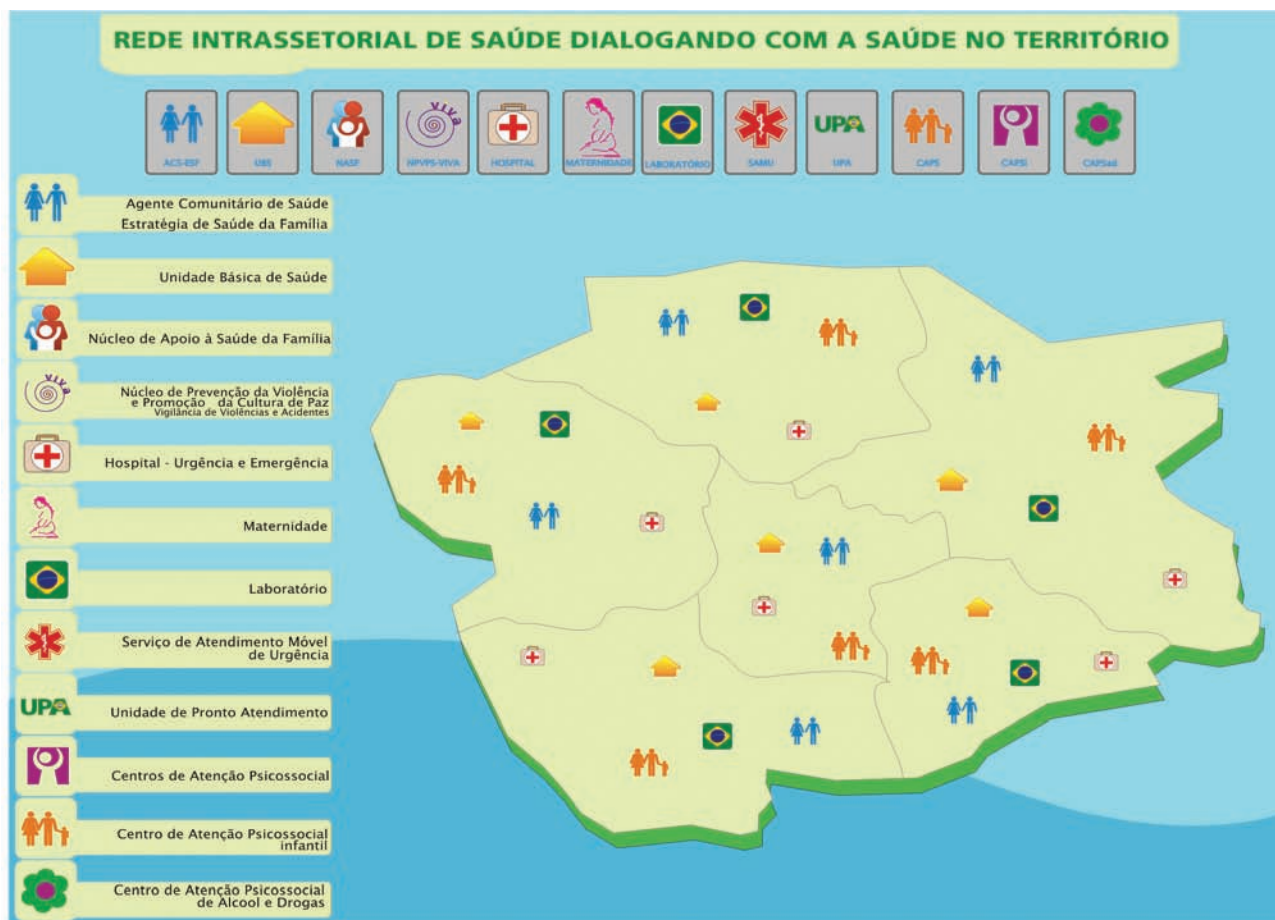 REDE INTRASSETORIAL DE SAÚDE DIALOGANDO COM A SAÚDE NO TERRITÓRIO
viva
UPA
ACS-ESF
UBS
NASF
NPVPS-VIVA
HOSPITAL
MATERNIDADE
LABORATÓRIO
SAMU
UPA
CAPS
CAPSi
CAPSad
Agente Comunitário de Saúde
Estratégia de Saúde da Família
Unidade Básica de Saúde
Núcleo de Apoio à Saúde da Família
viva
Núcleo de Prevenção da Violência
e Promoção da Cultura de Paz
Vigilância de Violências e Acidentes
Hospital - Urgência e Emergência
Maternidade
Laboratório
Serviço de Atendimento Móvel
de Urgência
UPA
Unidade de Pronto Atendimento
Centros de Atenção Psicossocial
Centro de Atenção Psicossocial
infantil
Centro de Atenção Psicossocial
de Alcool e Drogas